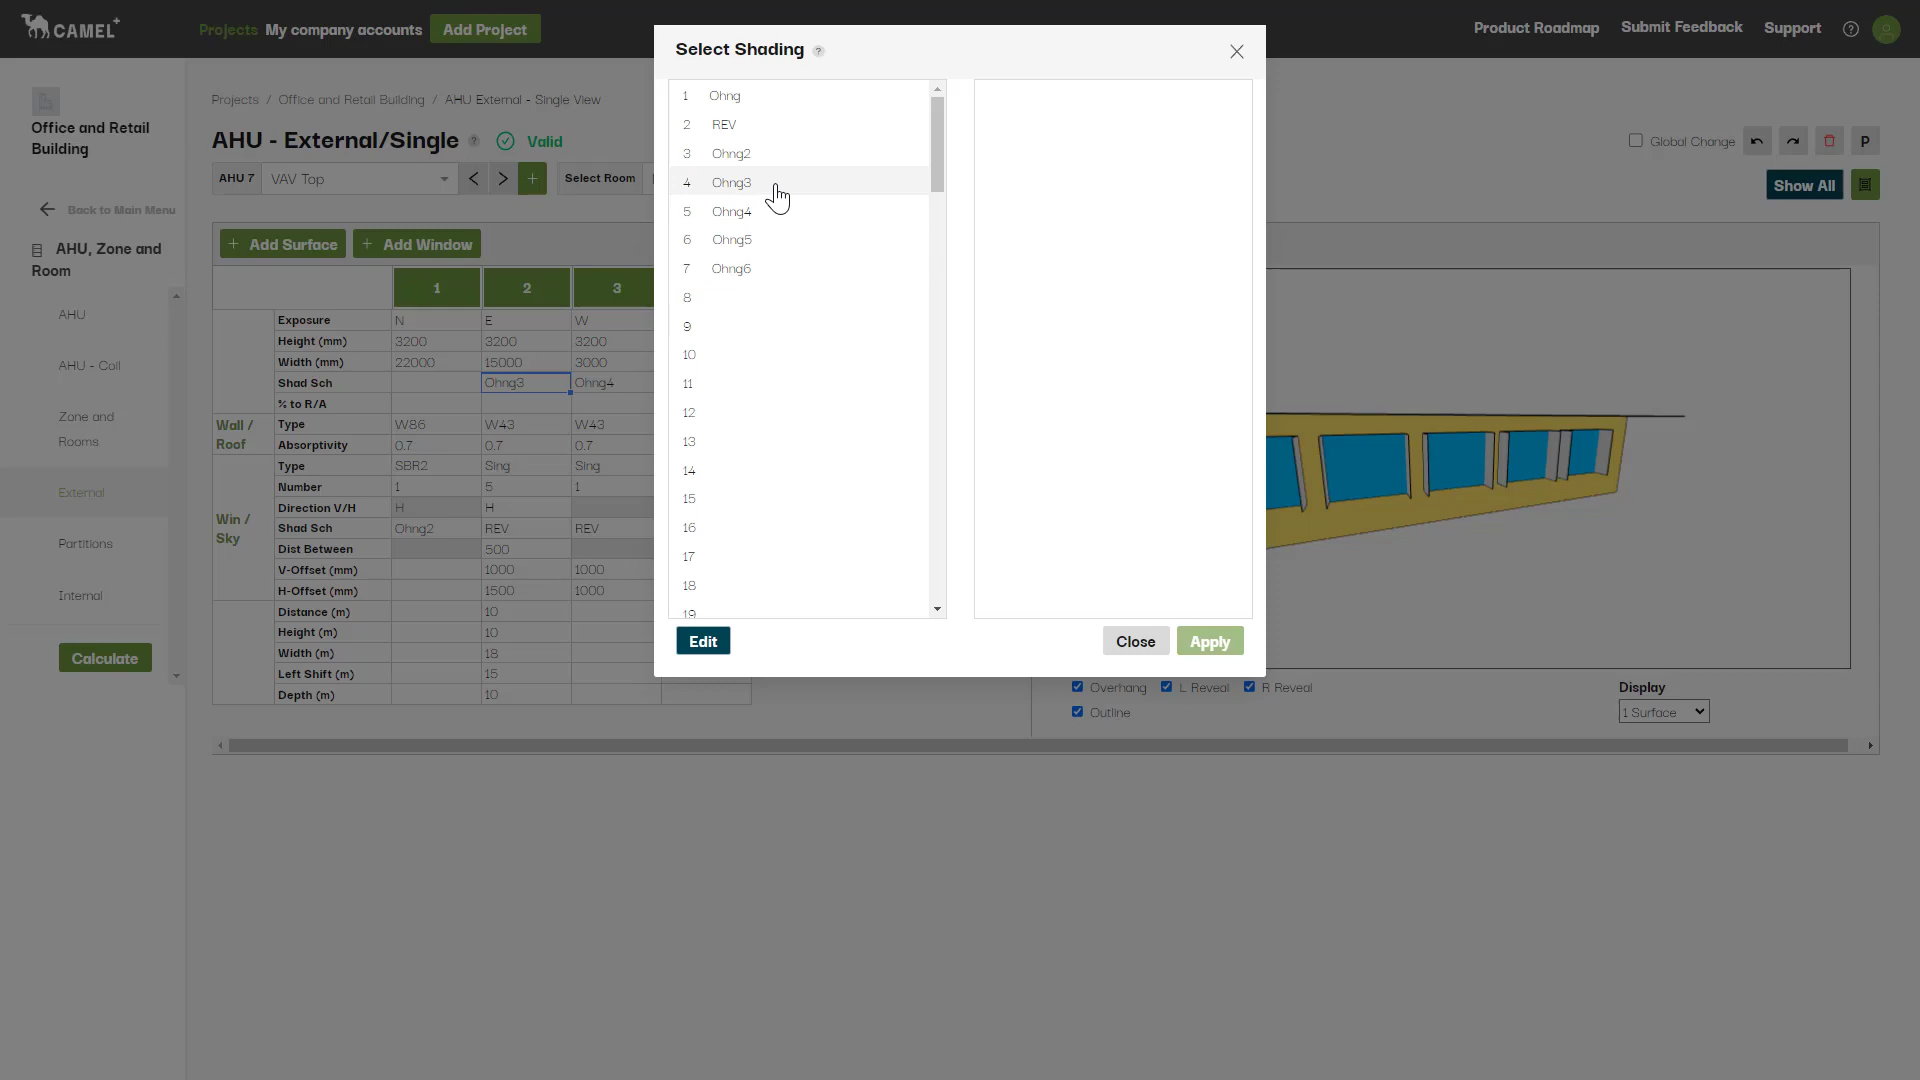 CAMEL+
Projects My company accounts Add Project
Product Roadmap Submit Feedback Support ?
Office and Retail
Building
Back to Main Menu
AHU, Zone and
Room
AHU
AHU - Coil
Zone and
Rooms
External
Partitions
Internal
Calculate
Projects / Office and Retail Building / AHU External - Single View
AHU - External/Single ? Valid
AHU 7 VAV Top < > + Select Room
Global Change P
Show All
+ Add Surface + Add Window
1 2 3
Exposure N E W
Height (mm) 3200 3200 3200
Width (mm) 22000 15000 3000
Shad Sch Ohng3 Ohng4
% to R/A
Wall /
Roof
Type W86 W43 W43
Absorptivity 0.7 0.7 0.7
Win /
Sky
Type SBR2 Sing Sing
Number 1 5 1
Direction V/H H H
Shad Sch Ohng2 REV REV
Dist Between 500
V-Offset (mm) 1000 1000
H-Offset (mm) 1500 1000
Distance (m) 10
Height (m) 10
Width (m) 18
Left Shift (m) 15
Depth (m) 10
Select Shading ?
1 Ohng
2 REV
3 Ohng2
4 Ohng3
5 Ohng4
6 Ohng5
7 Ohng6
8
9
10
11
12
13
14
15
16
17
18
19
Edit
Close Apply
Overhang L Reveal R Reveal
Outline
Display
1 Surface